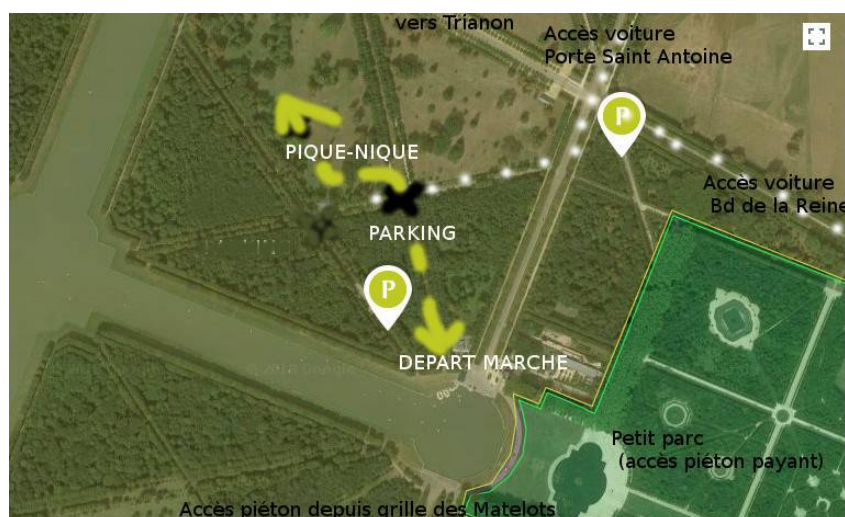 vers Trianon
Accès voiture
Porte Saint Antoine
P
PIQUE-NIQUE
Accès voiture
Bd de la Reine
PARKING
P
DEPART MARCHE
Petit parc
(accès piéton payant)
Accès piéton depuis grille des Matelots